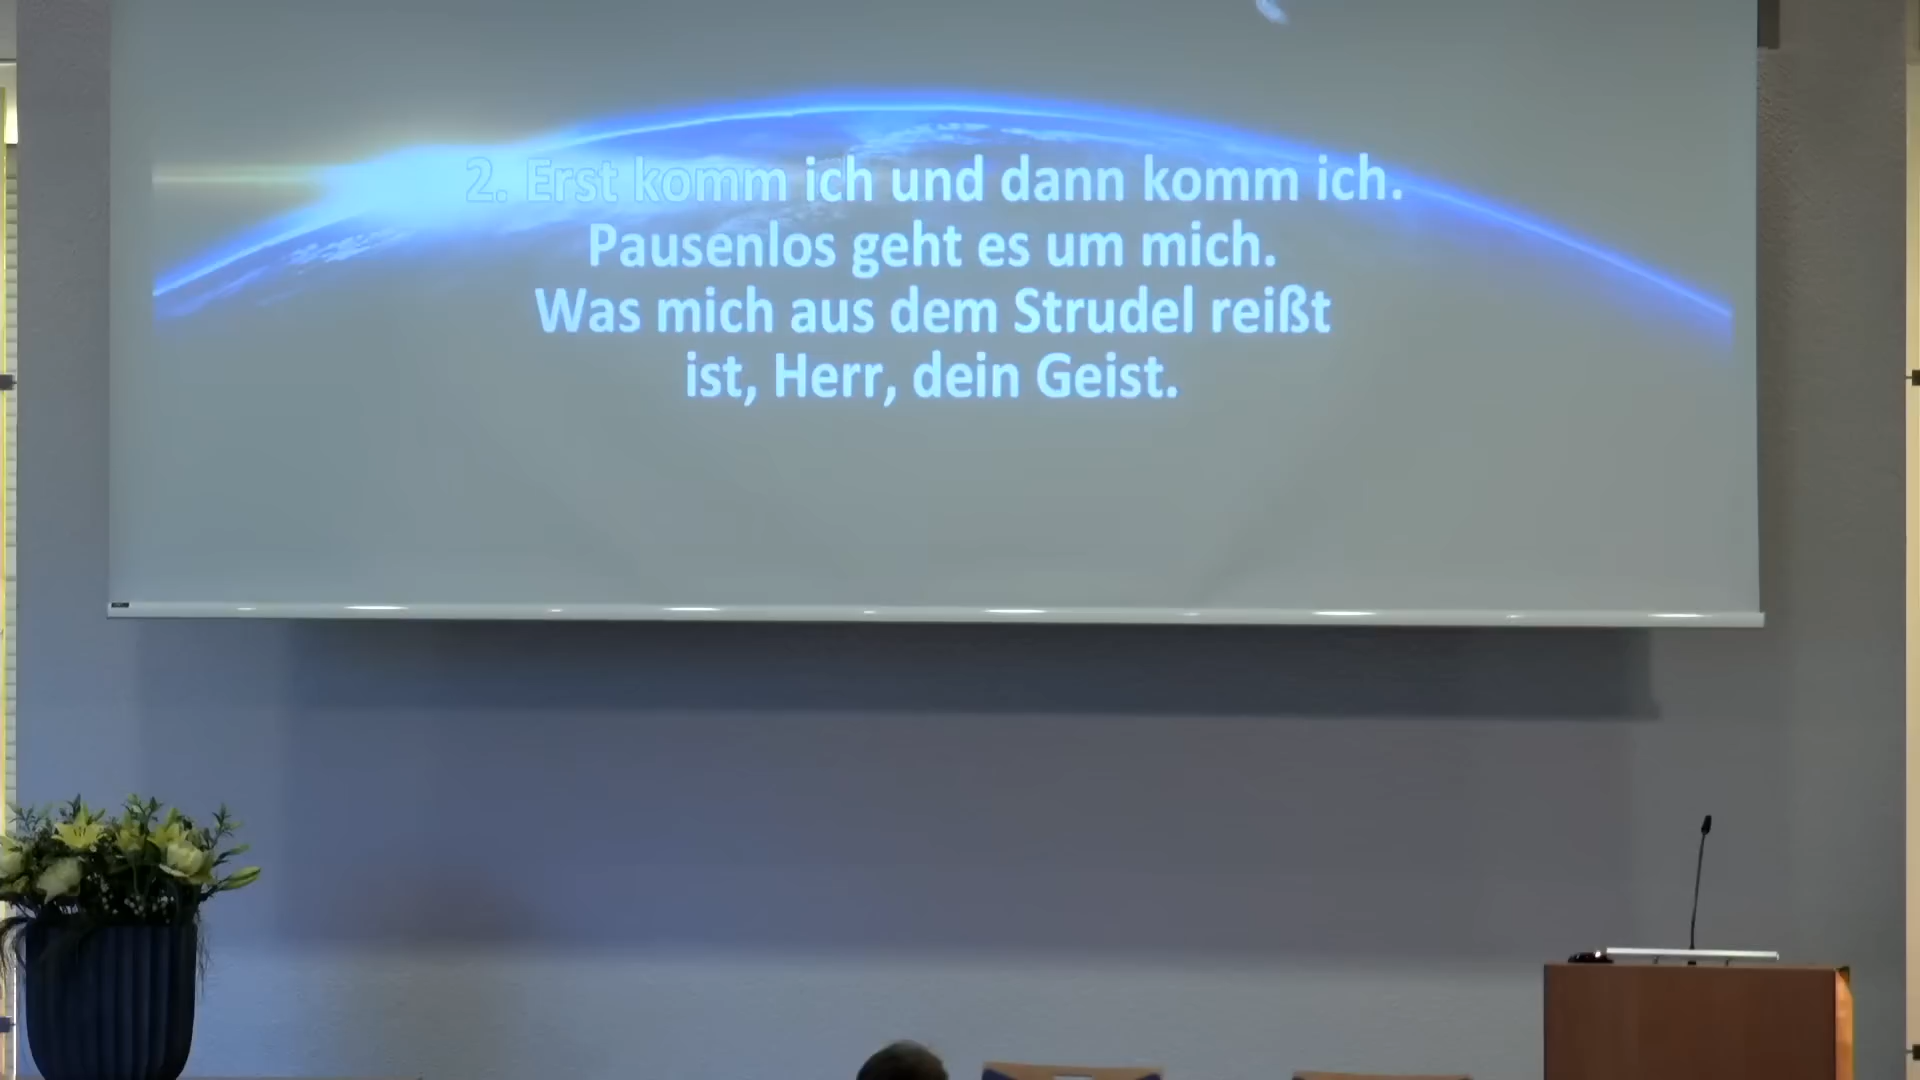 2. Erst komm ich und dann komm ich.
Pausenlos geht es um mich.
Was mich aus dem Strudel reißt
ist, Herr, dein Geist.